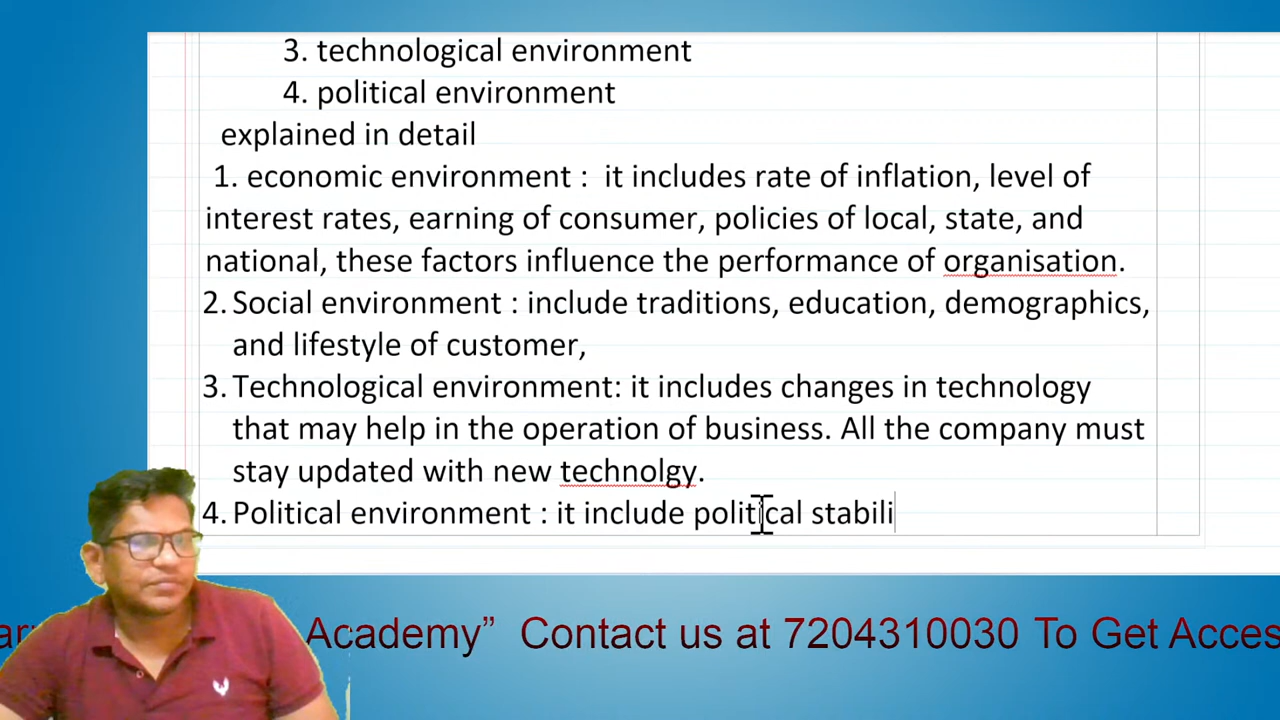 3. technological environment
4. political environment
explained in detail
1. economic environment : it includes rate of inflation, level of
interest rates, earning of consumer, policies of local, state, and
national, these factors influence the performance of organisation.
2. Social environment : include traditions, education, demographics,
and lifestyle of customer,
3. Technological environment: it includes changes in technology
that may help in the operation of business. All the company must
stay updated with new technolgy.
4. Political environment : it include political stabili
Academy” Contact us at 7204310030 To Get Acces